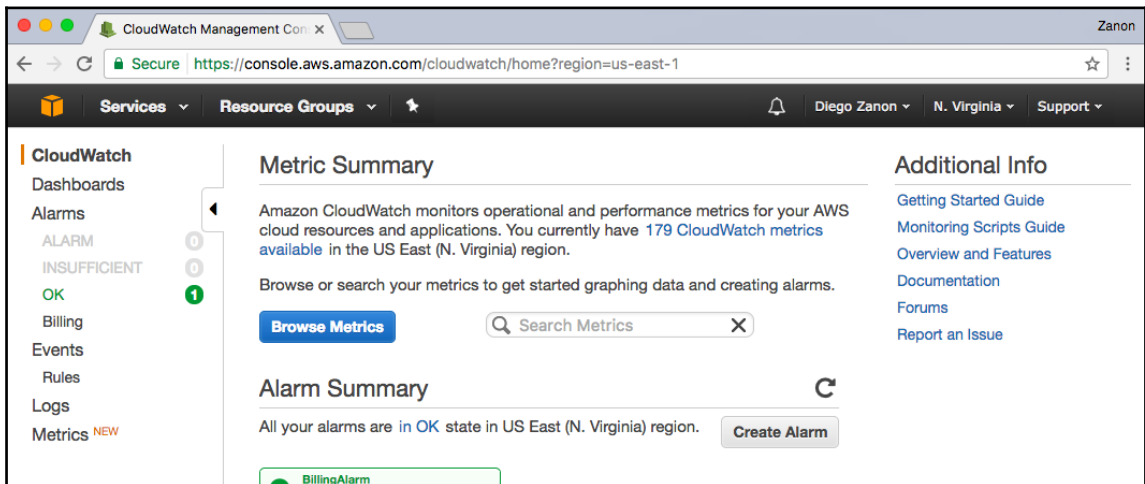 CloudWatch Management Con
Zanon
Secure https://console.aws.amazon.com/cloudwatch/home?region=us-east-1
Services Resource Groups Diego Zanon N. Virginia Support
CloudWatch
Dashboards
Alarms
ALARM 0
INSUFFICIENT 0
OK 1
Billing
Events
Rules
Logs
Metrics NEW
Metric Summary
Amazon CloudWatch monitors operational and performance metrics for your AWS
cloud resources and applications. You currently have 179 CloudWatch metrics
available in the US East (N. Virginia) region.
Browse or search your metrics to get started graphing data and creating alarms.
Browse Metrics Search Metrics
Alarm Summary
All your alarms are in OK state in US East (N. Virginia) region. Create Alarm
BillingAlarm
Additional Info
Getting Started Guide
Monitoring Scripts Guide
Overview and Features
Documentation
Forums
Report an Issue